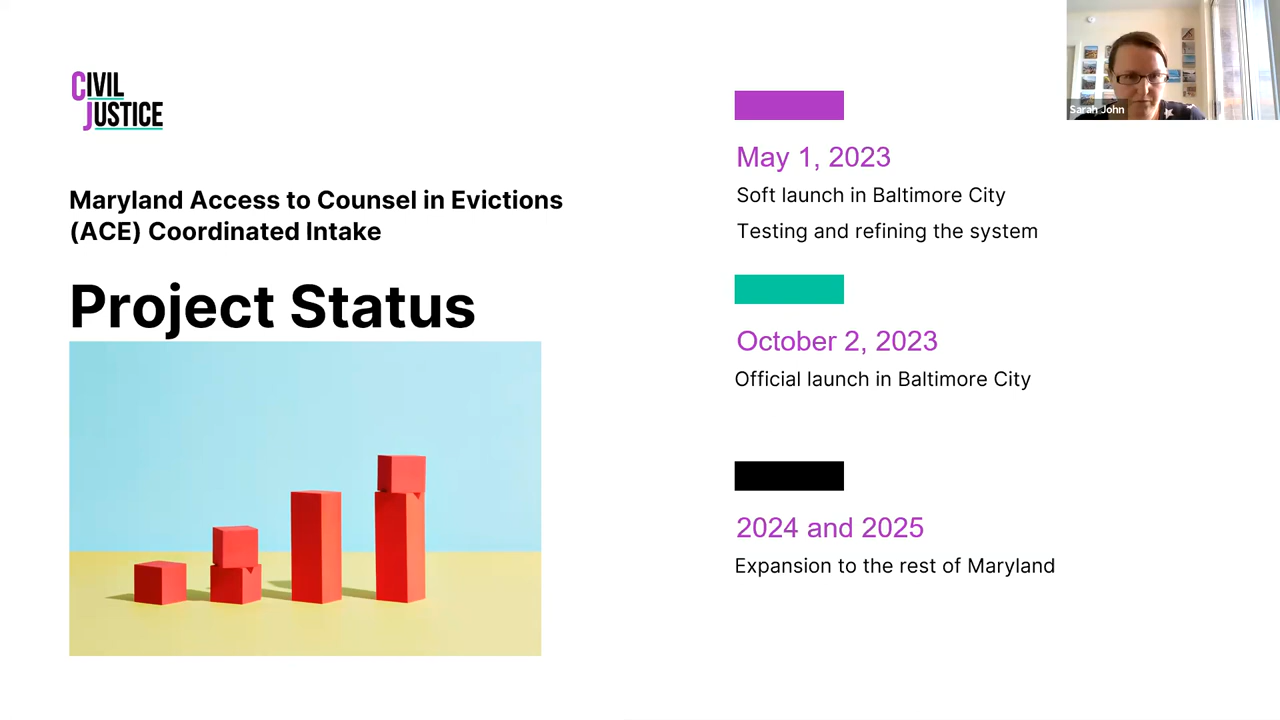 CIVIL
JUSTICE
Maryland Access to Counsel in Evictions
(ACE) Coordinated Intake
Project Status
May 1, 2023
Soft launch in Baltimore City
Testing and refining the system
October 2, 2023
Official launch in Baltimore City
2024 and 2025
Expansion to the rest of Maryland
Sarah John